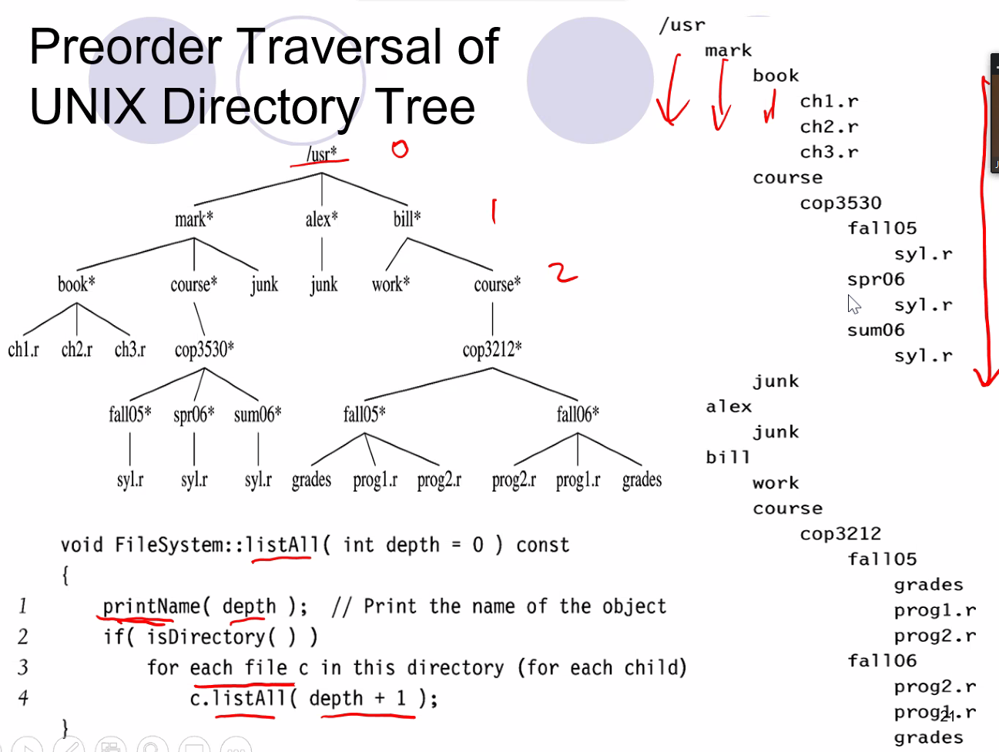 Preorder Traversal of
UNIX Directory Tree
/usr* 0
mark* alex* bill* 1
book* course* junk junk work* course* 2
ch1.r ch2.r ch3.r cop3530* cop3212*
fall05* spr06* sum06* fall05* fall06*
syl.r syl.r syl.r grades prog1.r prog2.r prog2.r prog1.r grades
void FileSystem::listAll( int depth = 0 ) const
{
1 printName( depth ); // Print the name of the object
2 if( isDirectory( ) )
3 for each file c in this directory (for each child)
4 c.listAll( depth + 1 );
}
/usr
mark
book
ch1.r
ch2.r
ch3.r
course
cop3530
fall05
syl.r
spr06
syl.r
sum06
syl.r
junk
alex
junk
bill
work
course
cop3212
fall05
grades
prog1.r
prog2.r
fall06
prog2.r
prog1.r
grades
21